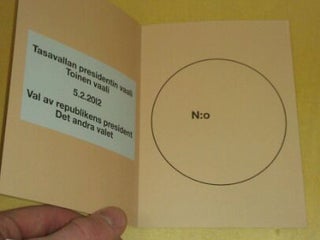 Tasavallan presidentin vaali
Toinen vaali
5.2.2012
Val av republikens president
Det andra valet
N:o